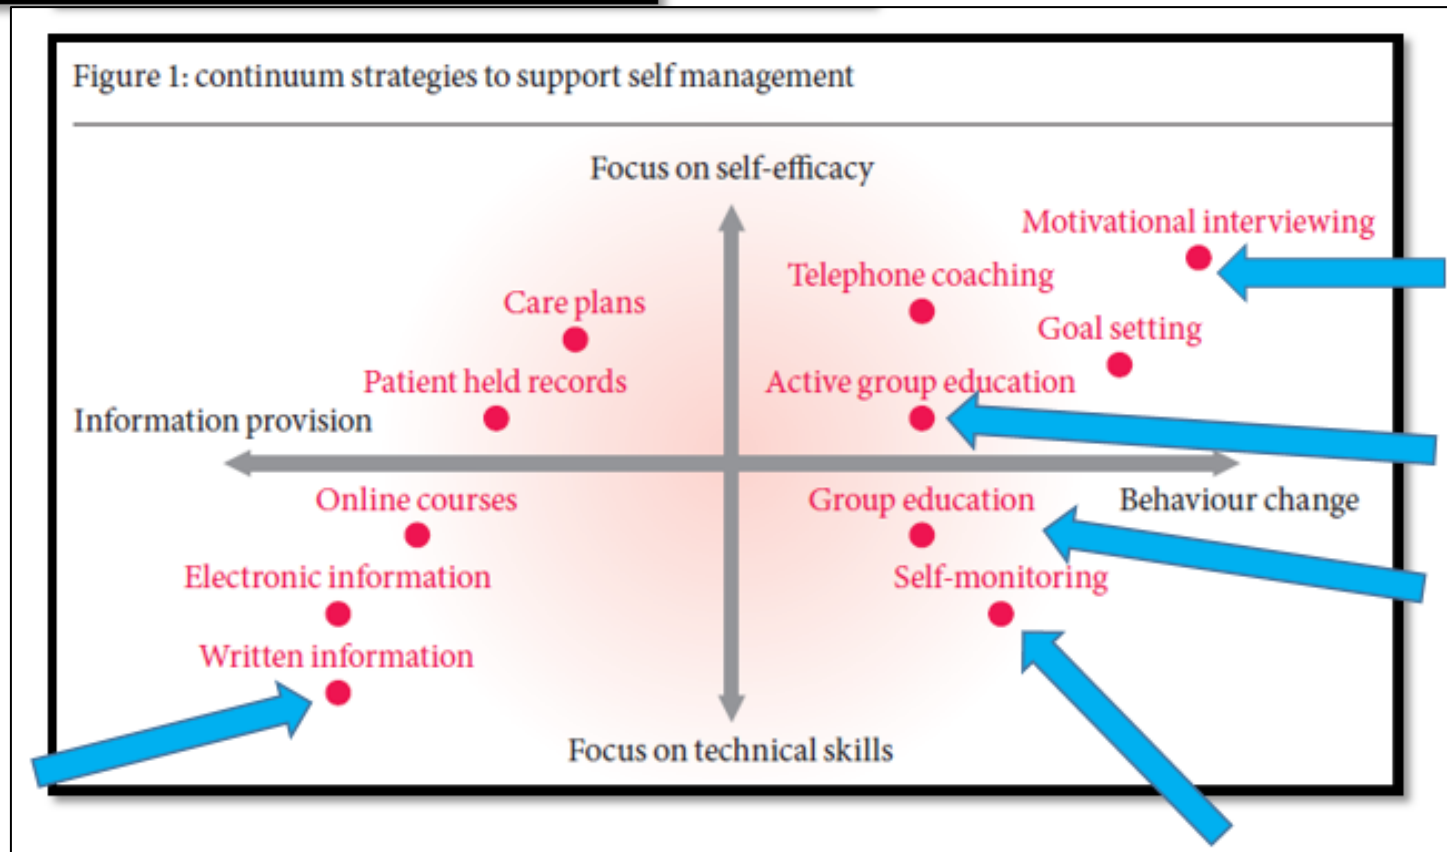 Figure 1: continuum strategies to support self management
Focus on self-efficacy
Motivational interviewing
Telephone coaching
Care plans
Goal setting
Patient held records
Active group education
Information provision
Online courses
Group education
Behaviour change
Electronic information
Self-monitoring
Written information
Focus on technical skills